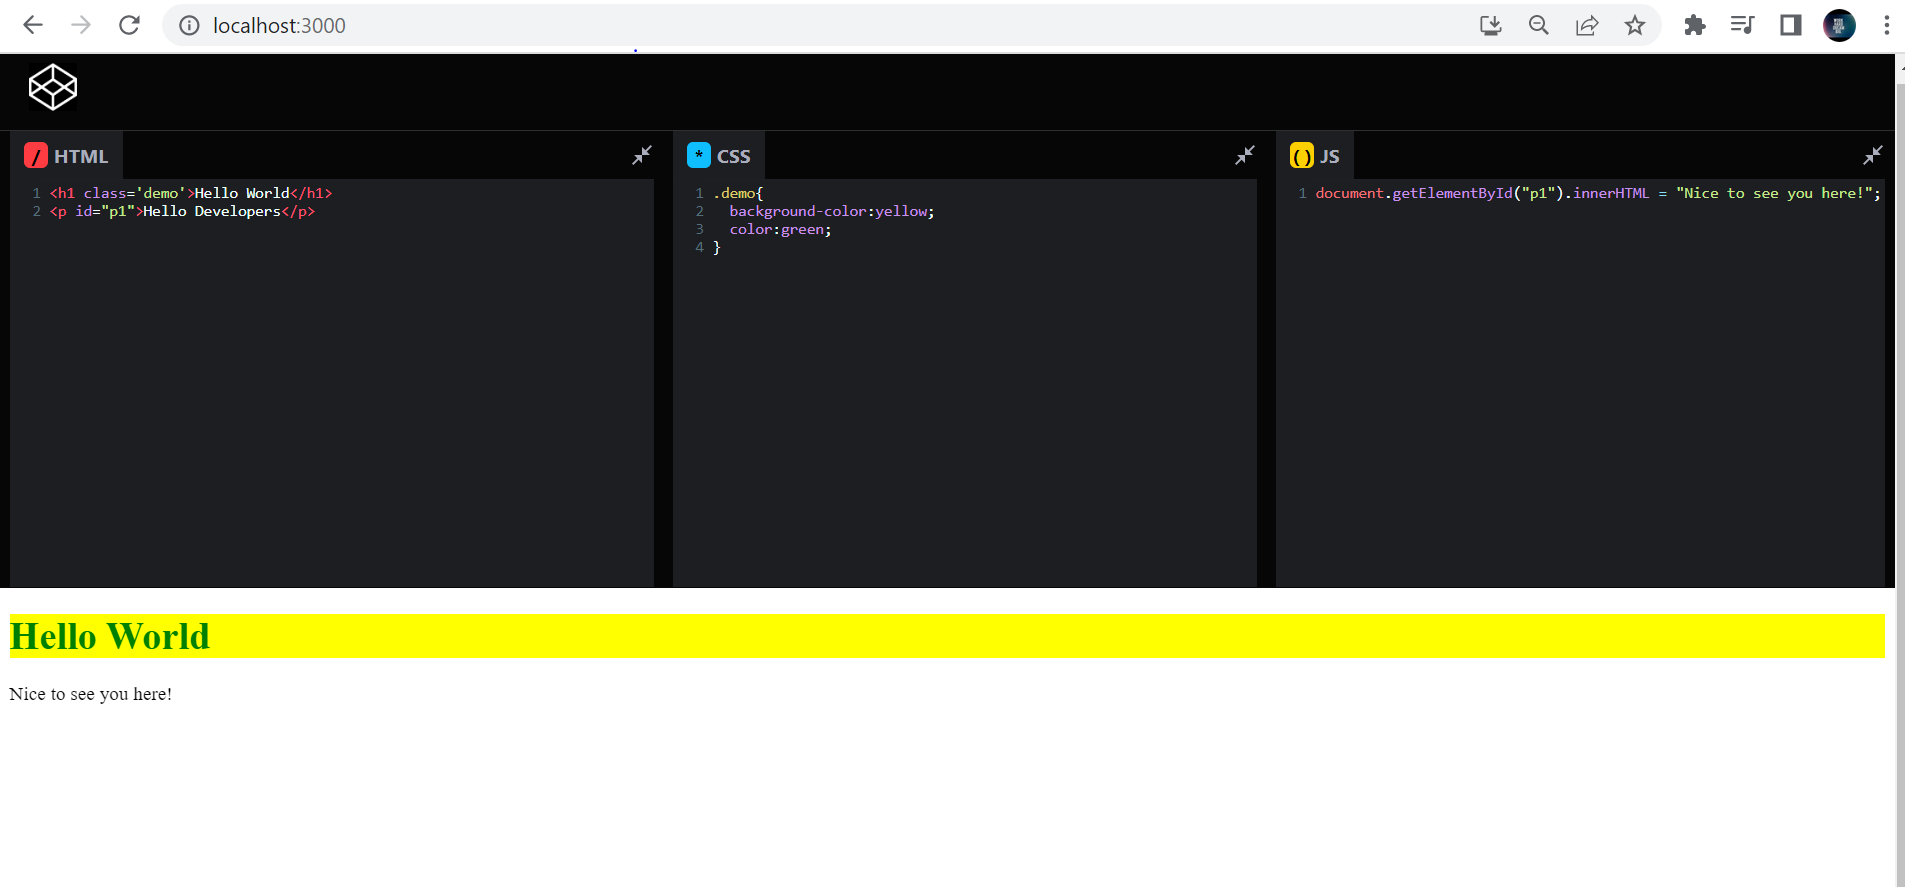 localhost:3000
/ HTML
1 <h1 class='demo'>Hello World</h1>
2 <p id="p1">Hello Developers</p>
* CSS
1 .demo{
2 background-color:yellow;
3 color:green;
4 }
() JS
1 document.getElementById("p1").innerHTML = "Nice to see you here!";
Hello World
Nice to see you here!